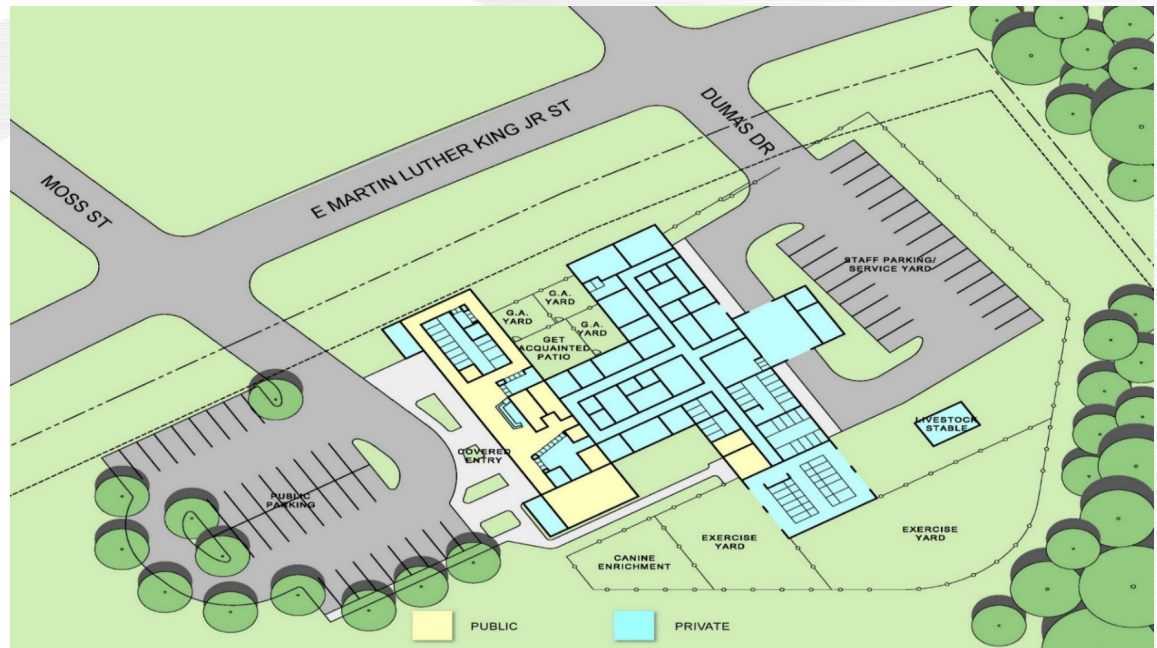 MOSS ST
E MARTIN LUTHER KING JR ST
DUMAS DR
STAFF PARKING/
SERVICE YARD
G.A.
YARD
G.A.
YARD
G.A.
YARD
GET
ACQUAINTED
PATIO
LIVESTOCK
STABLE
COVERED
ENTRY
PUBLIC
PARKING
CANINE
ENRICHMENT
EXERCISE
YARD
EXERCISE
YARD
PUBLIC
PRIVATE